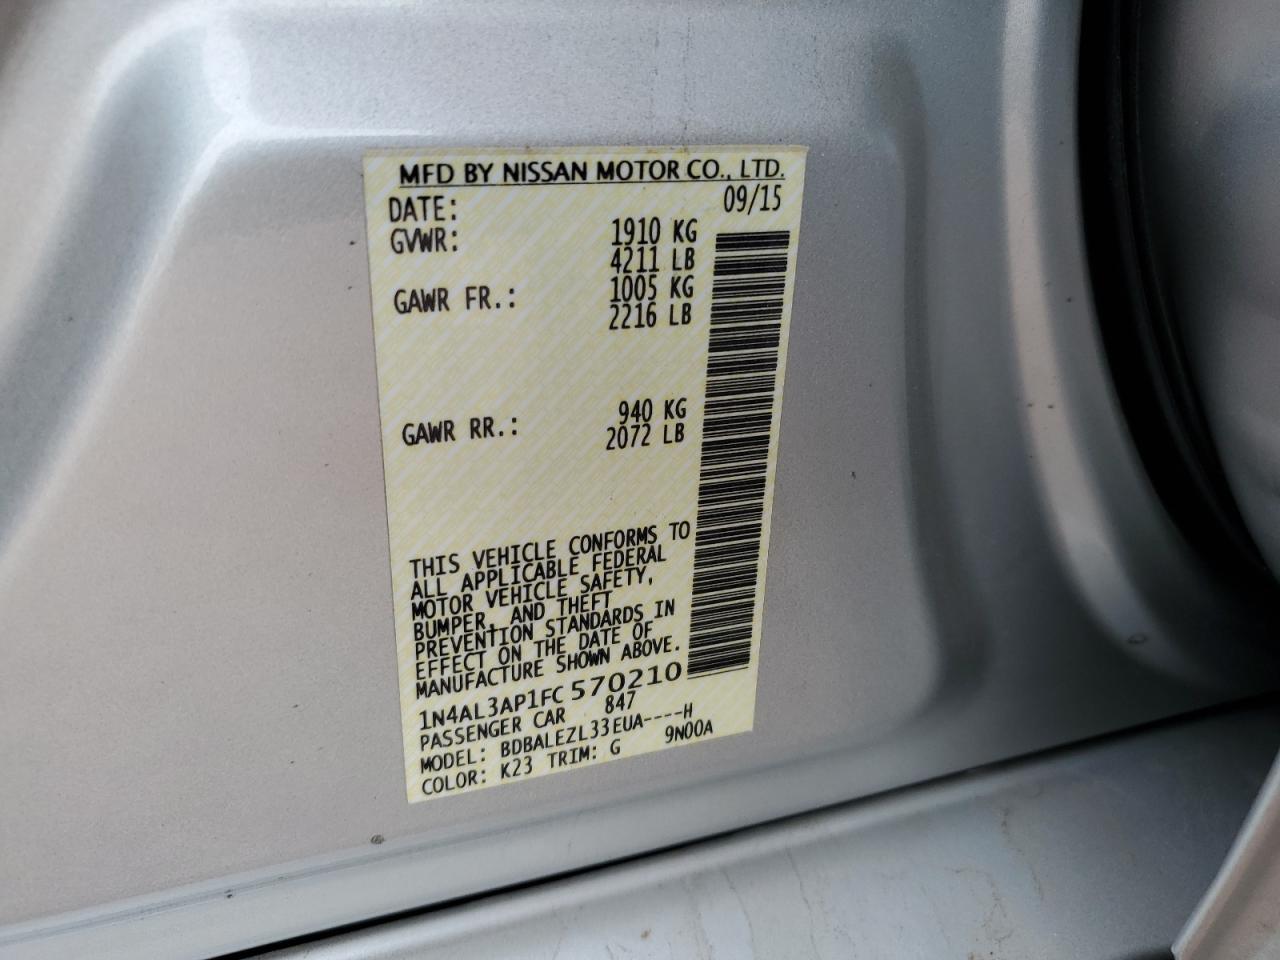 MFD BY NISSAN MOTOR CO., LTD.
DATE: 09/15
GVWR: 1910 KG
4211 LB
GAWR FR.: 1005 KG
2216 LB
GAWR RR.: 940 KG
2072 LB
THIS VEHICLE CONFORMS TO
ALL APPLICABLE FEDERAL
MOTOR VEHICLE SAFETY,
BUMPER, AND THEFT
PREVENTION STANDARDS IN
EFFECT ON THE DATE OF
MANUFACTURE SHOWN ABOVE.
1N4AL3AP1FC570210
PASSENGER CAR 847
MODEL: BDBALEZL33EUA----H
COLOR: K23 TRIM: G 9N00A